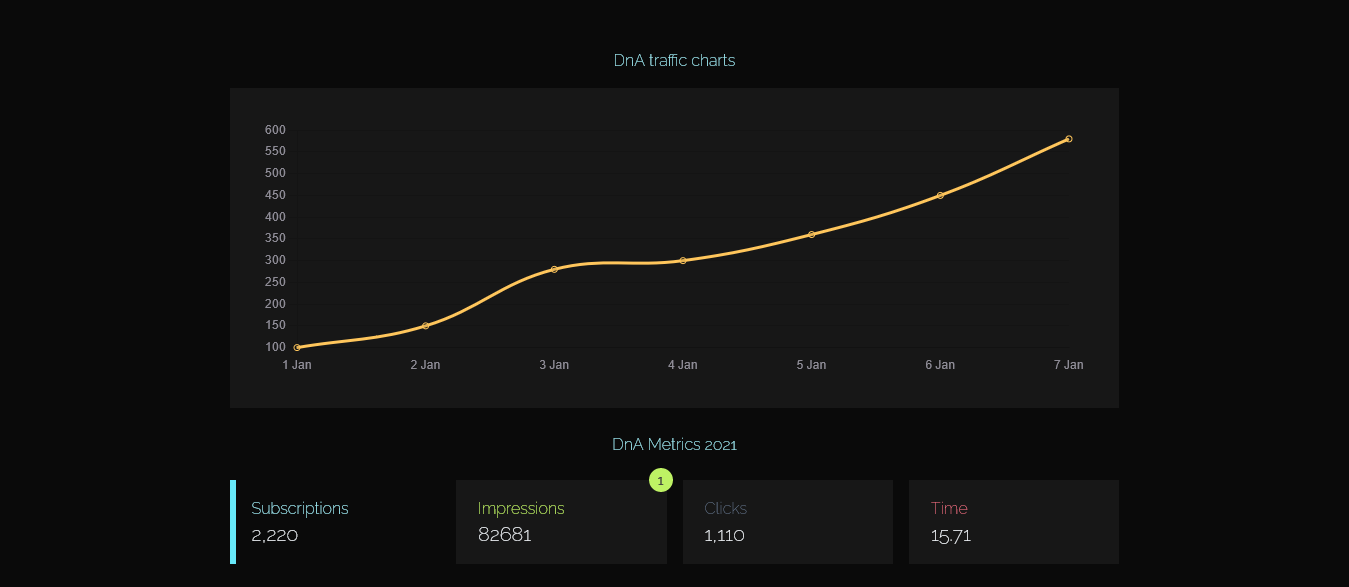 DnA traffic charts
600
550
500
450
400
350
300
250
200
150
100
1 Jan 2 Jan 3 Jan 4 Jan 5 Jan 6 Jan 7 Jan
DnA Metrics 2021
1
Subscriptions Impressions Clicks Time
2,220 82681 1,110 15.71